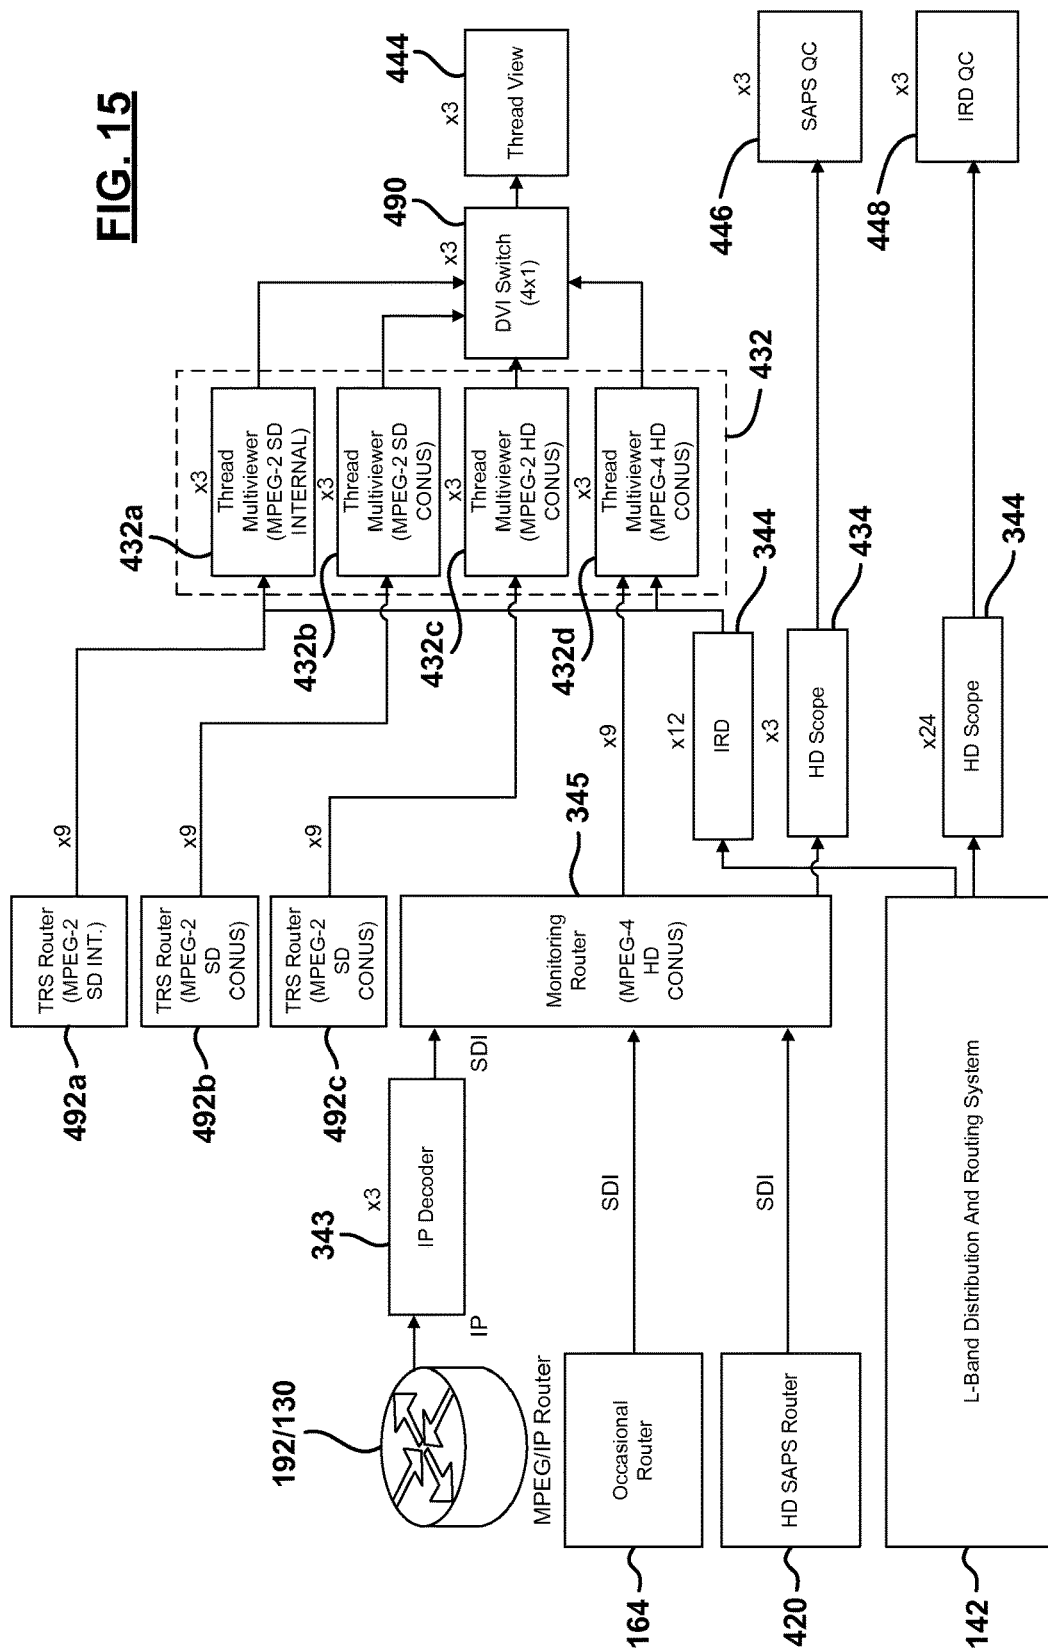 FIG. 15
492a
TRS Router
(MPEG-2
SD INT.)
x9
492b
TRS Router
(MPEG-2
SD
CONUS)
x9
492c
TRS Router
(MPEG-2
SD
CONUS)
x9
192/130
MPEG/IP Router
IP
343
x3
IP Decoder
SDI
345
Monitoring
Router
(MPEG-4
HD
CONUS)
x9
164
Occasional
Router
SDI
420
HD SAPS Router
SDI
142
L-Band Distribution And Routing System
432a
x3
Thread
Multiviewer
(MPEG-2 SD
INTERNAL)
432b
x3
Thread
Multiviewer
(MPEG-2 SD
CONUS)
432c
x3
Thread
Multiviewer
(MPEG-2 HD
CONUS)
432d
x3
Thread
Multiviewer
(MPEG-4 HD
CONUS)
432
490
x3
DVI Switch
(4x1)
444
x3
Thread View
344
x12
IRD
434
x3
HD Scope
446
x3
SAPS QC
344
x24
HD Scope
448
x3
IRD QC